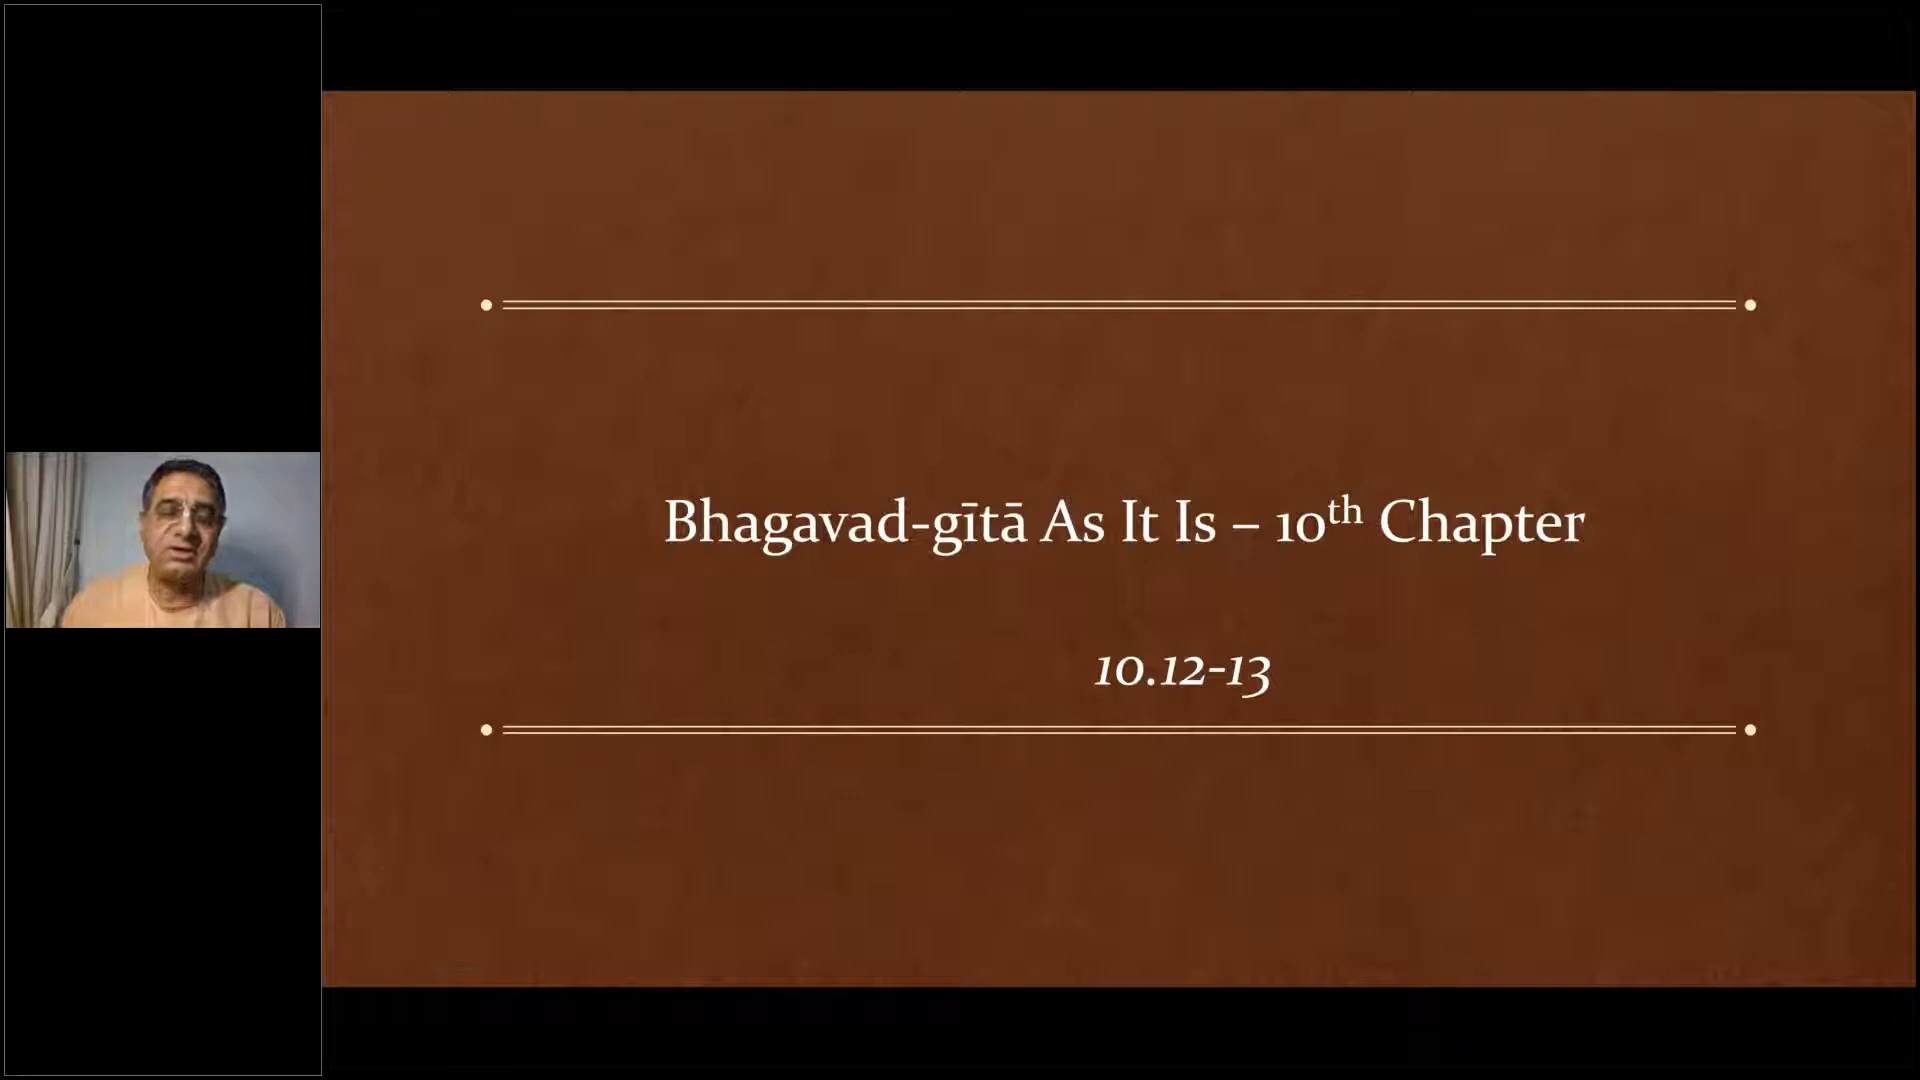 Bhagavad-gītā As It Is – 10th Chapter
10.12-13